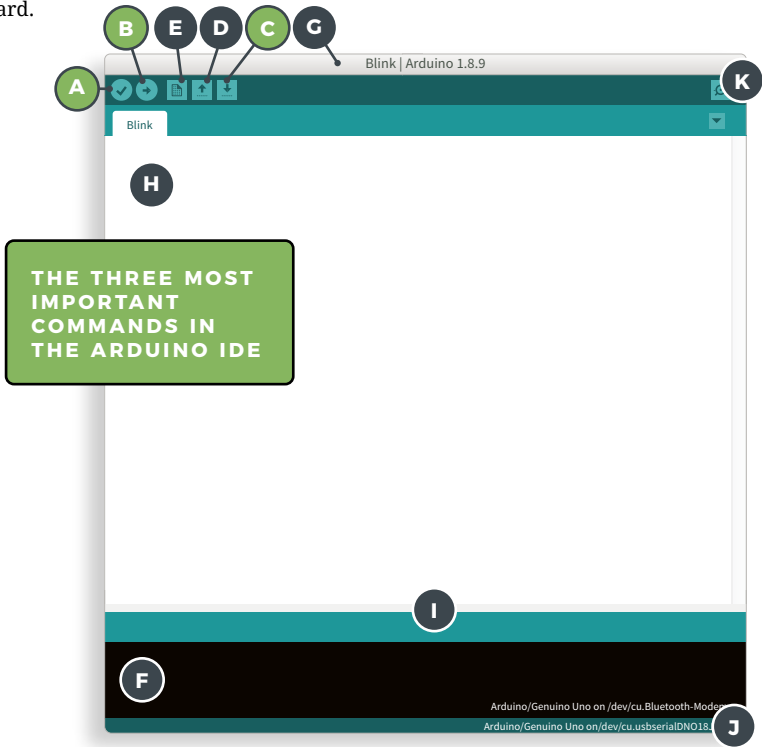 ard.
B E D C G
Blink | Arduino 1.8.9
A
K
Blink
H
THE THREE MOST
IMPORTANT
COMMANDS IN
THE ARDUINO IDE
I
F
Arduino/Genuino Uno on /dev/cu.Bluetooth-Modem
Arduino/Genuino Uno on/dev/cu.usbserialDNO18
J